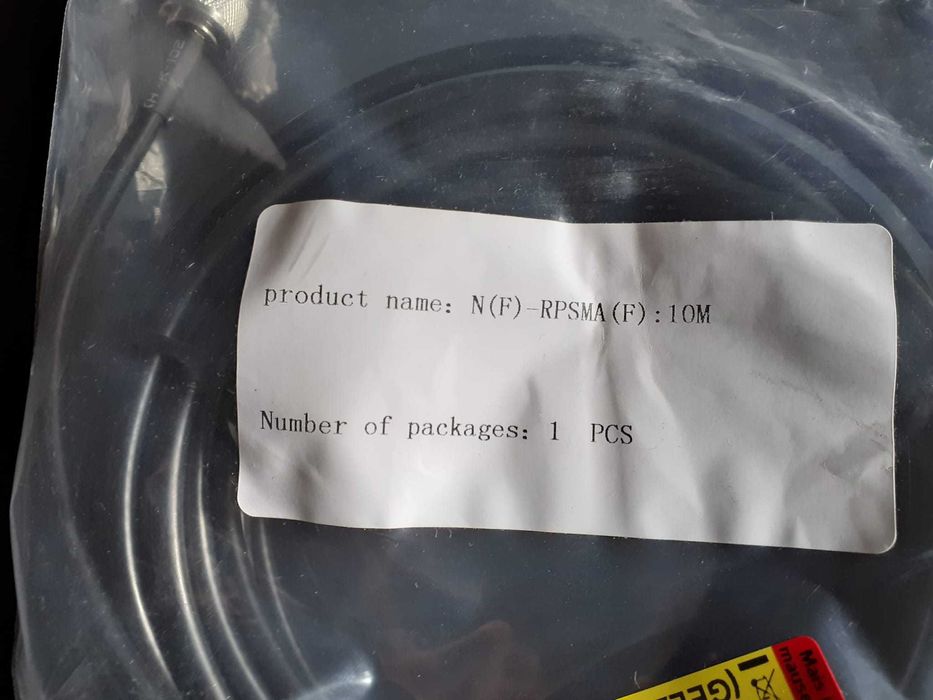 product name: N(F)-RPSMA(F):10M
Number of packages: 1 PCS